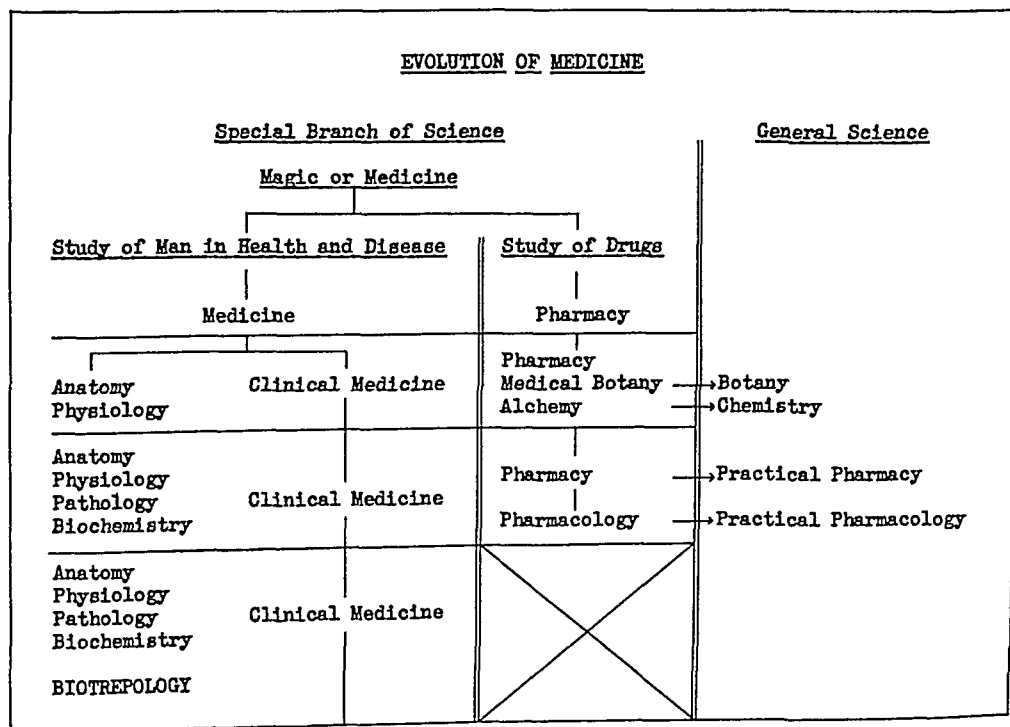 EVOLUTION OF MEDICINE
Special Branch of Science
General Science
Magic or Medicine
Study of Man in Health and Disease
Study of Drugs
Medicine
Pharmacy
Anatomy
Physiology
Clinical Medicine
Pharmacy
Medical Botany → Botany
Alchemy → Chemistry
Anatomy
Physiology
Pathology
Biochemistry
Clinical Medicine
Pharmacy → Practical Pharmacy
Pharmacology → Practical Pharmacology
Anatomy
Physiology
Pathology
Biochemistry
Clinical Medicine
BIOTREPOLOGY